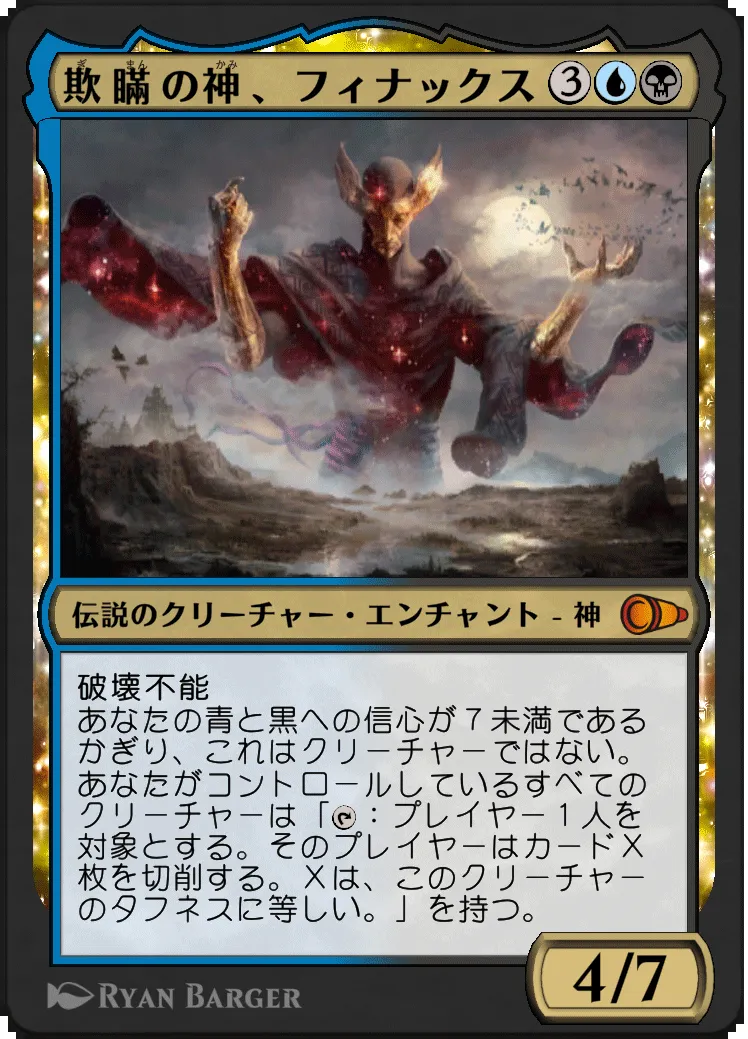 欺瞞の神、フィナックス 3
ぎ まん かみ
伝説のクリーチャー・エンチャント - 神
破壊不能
あなたの青と黒への信心が７未満である
かぎり、これはクリーチャーではない。
あなたがコントロールしているすべての
クリーチャーは「：プレイヤー１人を
対象とする。そのプレイヤーはカードＸ
枚を切削する。Ｘは、このクリーチャー
のタフネスに等しい。」を持つ。
4/7
RYAN BARGER